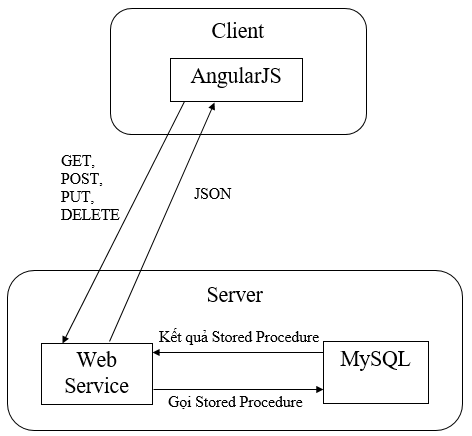 Client
AngularJS
GET,
POST,
PUT,
DELETE
JSON
Server
Kết quả Stored Procedure
Web
Service
MySQL
Gọi Stored Procedure